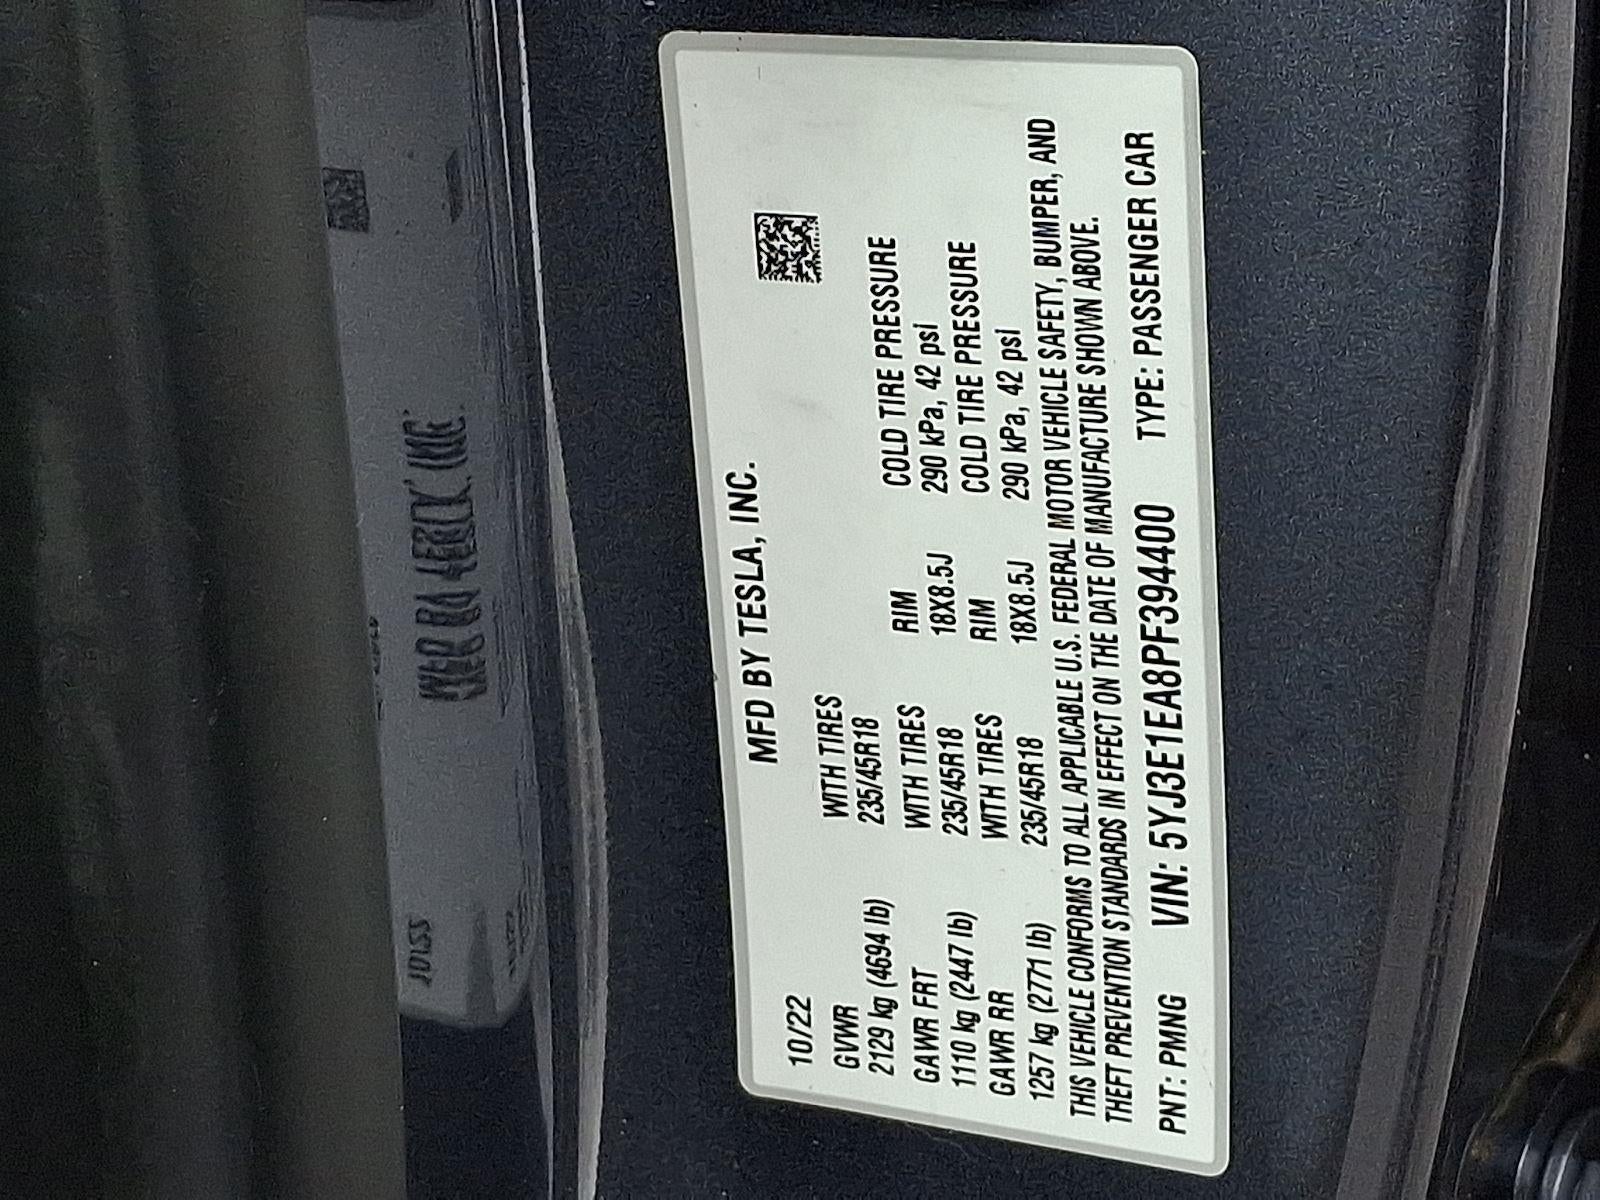 MFD BY TESLA, INC.
10/22
GVWR WITH TIRES
2129 kg (4694 lb) 235/45R18 RIM COLD TIRE PRESSURE
GAWR FRT WITH TIRES 18X8.5J 290 kPa, 42 psi
1110 kg (2447 lb) 235/45R18 RIM COLD TIRE PRESSURE
GAWR RR WITH TIRES 18X8.5J 290 kPa, 42 psi
1257 kg (2771 lb) 235/45R18
THIS VEHICLE CONFORMS TO ALL APPLICABLE U.S. FEDERAL MOTOR VEHICLE SAFETY, BUMPER, AND
THEFT PREVENTION STANDARDS IN EFFECT ON THE DATE OF MANUFACTURE SHOWN ABOVE.
PNT: PMNG VIN: 5YJ3E1EA8PF394400 TYPE: PASSENGER CAR